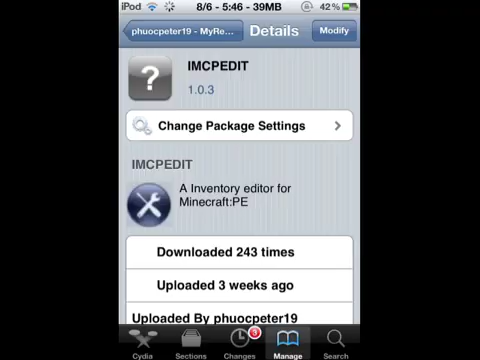 iPod 8/6 - 5:46 - 39MB 42%
phuocpeter19 - MyRe... Details Modify
?
IMCPEDIT
1.0.3
Change Package Settings
IMCPEDIT
A Inventory editor for
Minecraft:PE
Downloaded 243 times
Uploaded 3 weeks ago
Uploaded By phuocpeter19
3
Cydia Sections Changes Manage Search